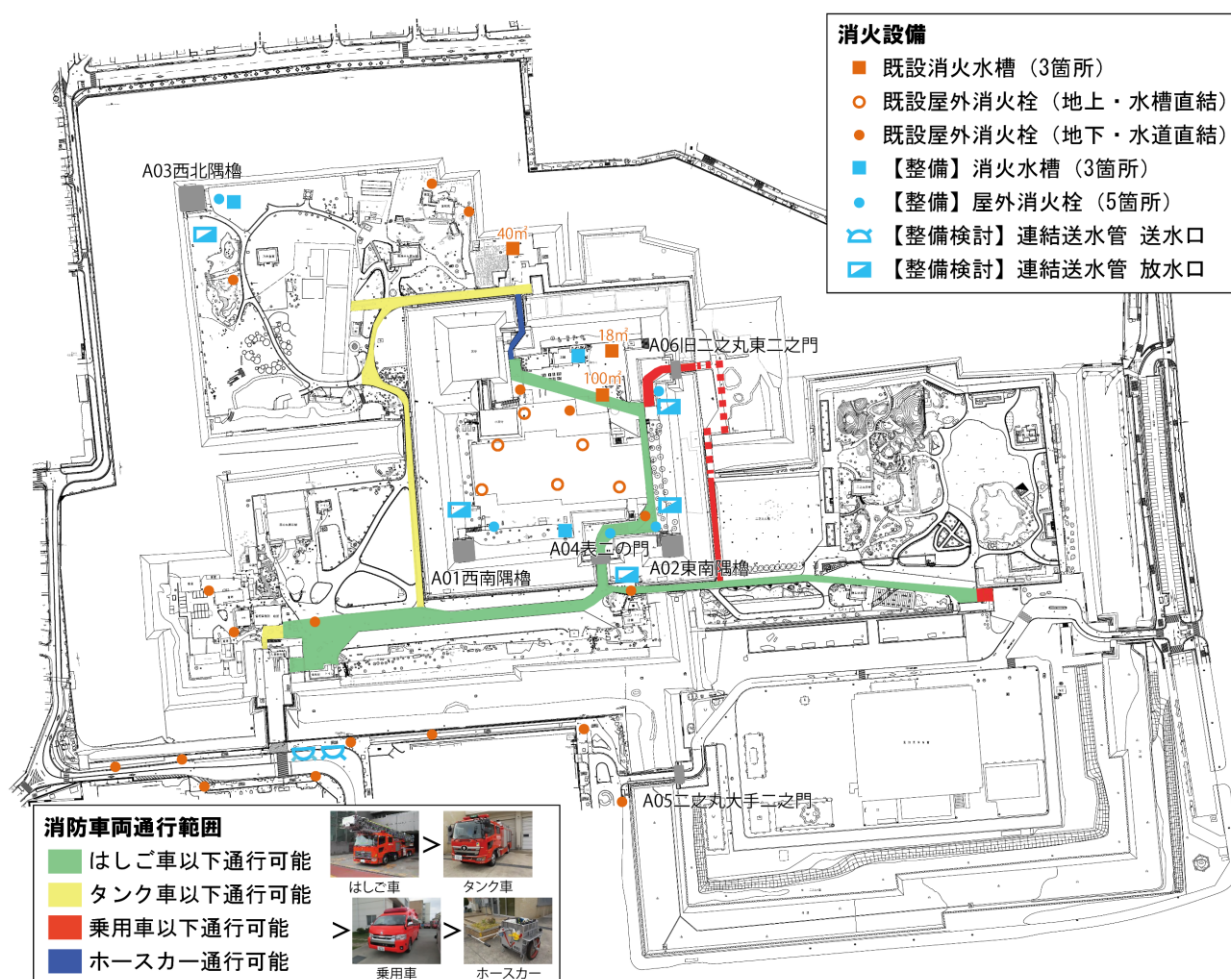 消火設備
既設消火水槽（3箇所）
既設屋外消火栓（地上・水槽直結）
既設屋外消火栓（地下・水道直結）
【整備】消火水槽（3箇所）
【整備】屋外消火栓（5箇所）
【整備検討】連結送水管 送水口
【整備検討】連結送水管 放水口
A03西北隅櫓
40㎥
18㎥
A06旧二之丸東二之門
100㎥
A04表二の門
A01西南隅櫓
A02東南隅櫓
A05二之丸大手二之門
消防車両通行範囲
はしご車以下通行可能
タンク車以下通行可能
乗用車以下通行可能
ホースカー通行可能
>
はしご車
タンク車
>
>
乗用車
ホースカー